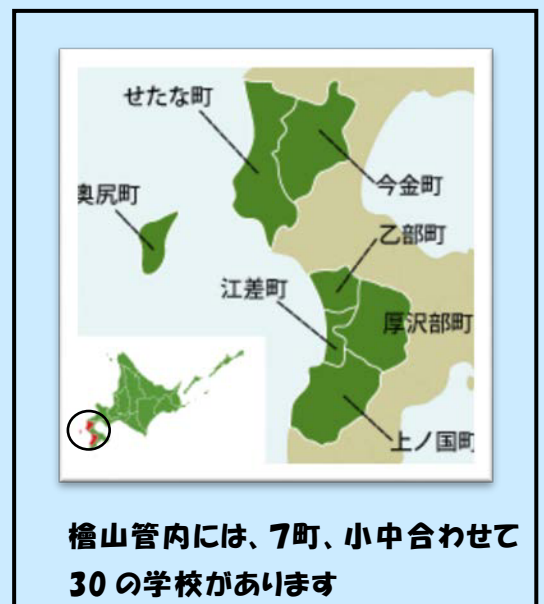 せたな町
今金町
奥尻町
乙部町
江差町
厚沢部町
上ノ国町
檜山管内には、7町、小中合わせて
30 の学校があります